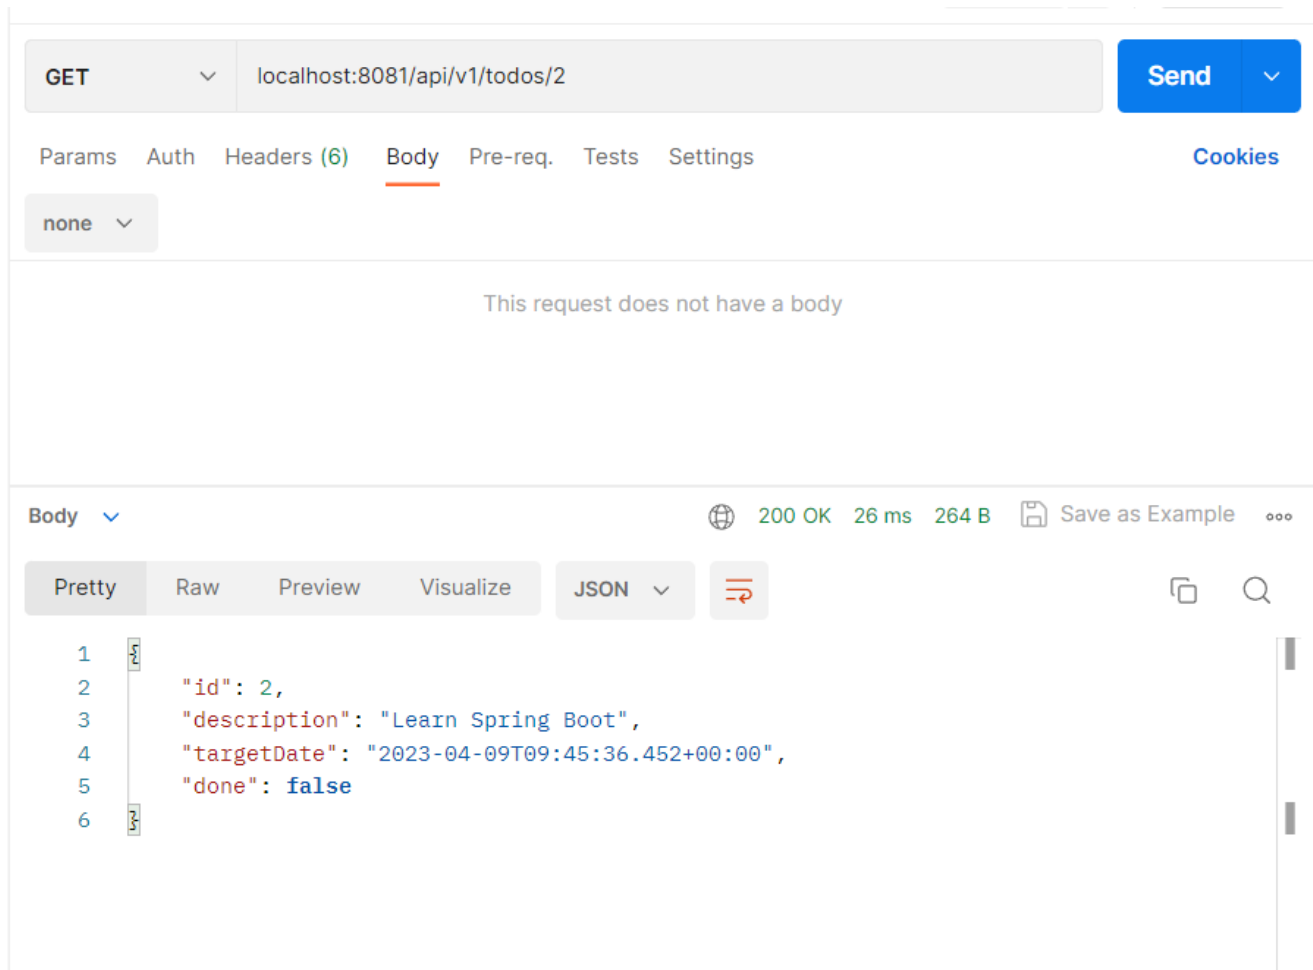 GET localhost:8081/api/v1/todos/2 Send
Params Auth Headers (6) Body Pre-req. Tests Settings Cookies
none
This request does not have a body
Body 200 OK 26 ms 264 B Save as Example
Pretty Raw Preview Visualize JSON
1 {
2 "id": 2,
3 "description": "Learn Spring Boot",
4 "targetDate": "2023-04-09T09:45:36.452+00:00",
5 "done": false
6 }